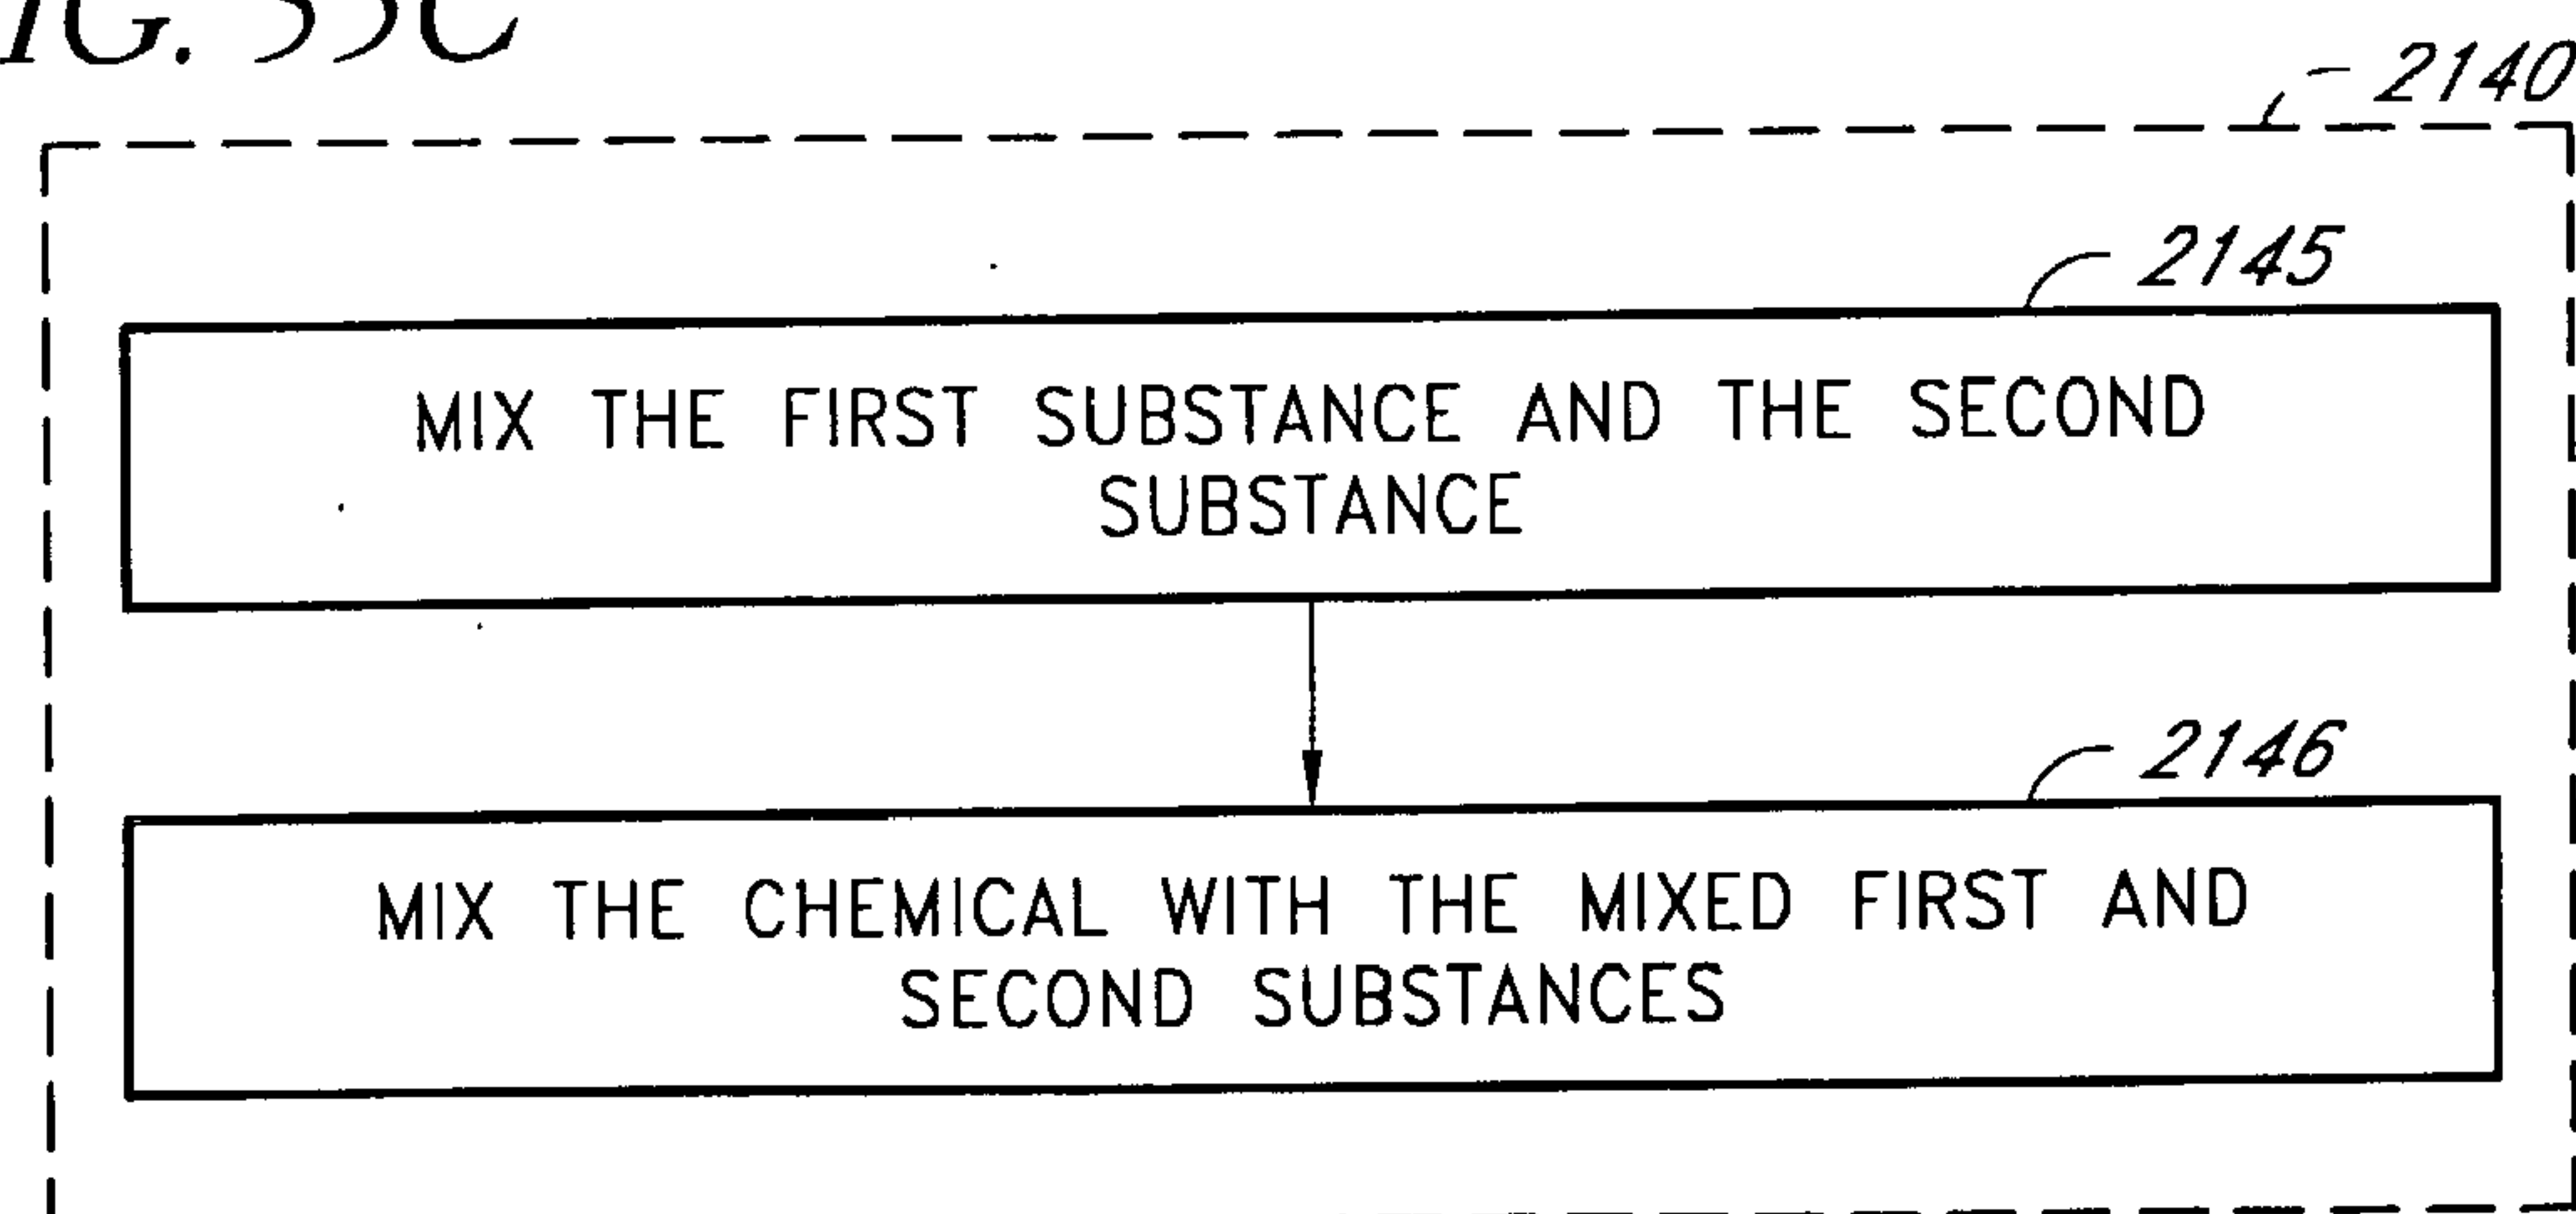 2140
2145
MIX THE FIRST SUBSTANCE AND THE SECOND
SUBSTANCE
2146
MIX THE CHEMICAL WITH THE MIXED FIRST AND
SECOND SUBSTANCES